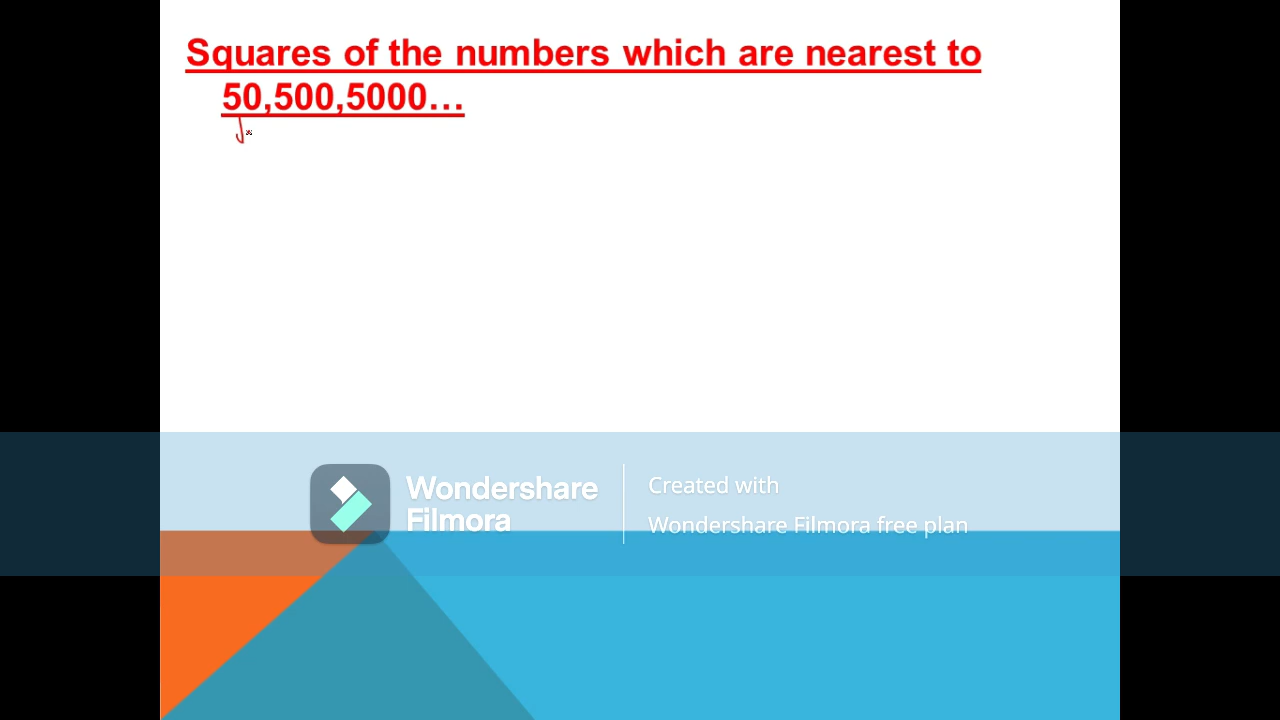 Squares of the numbers which are nearest to
50,500,5000...
Wondershare
Filmora
Created with
Wondershare Filmora free plan